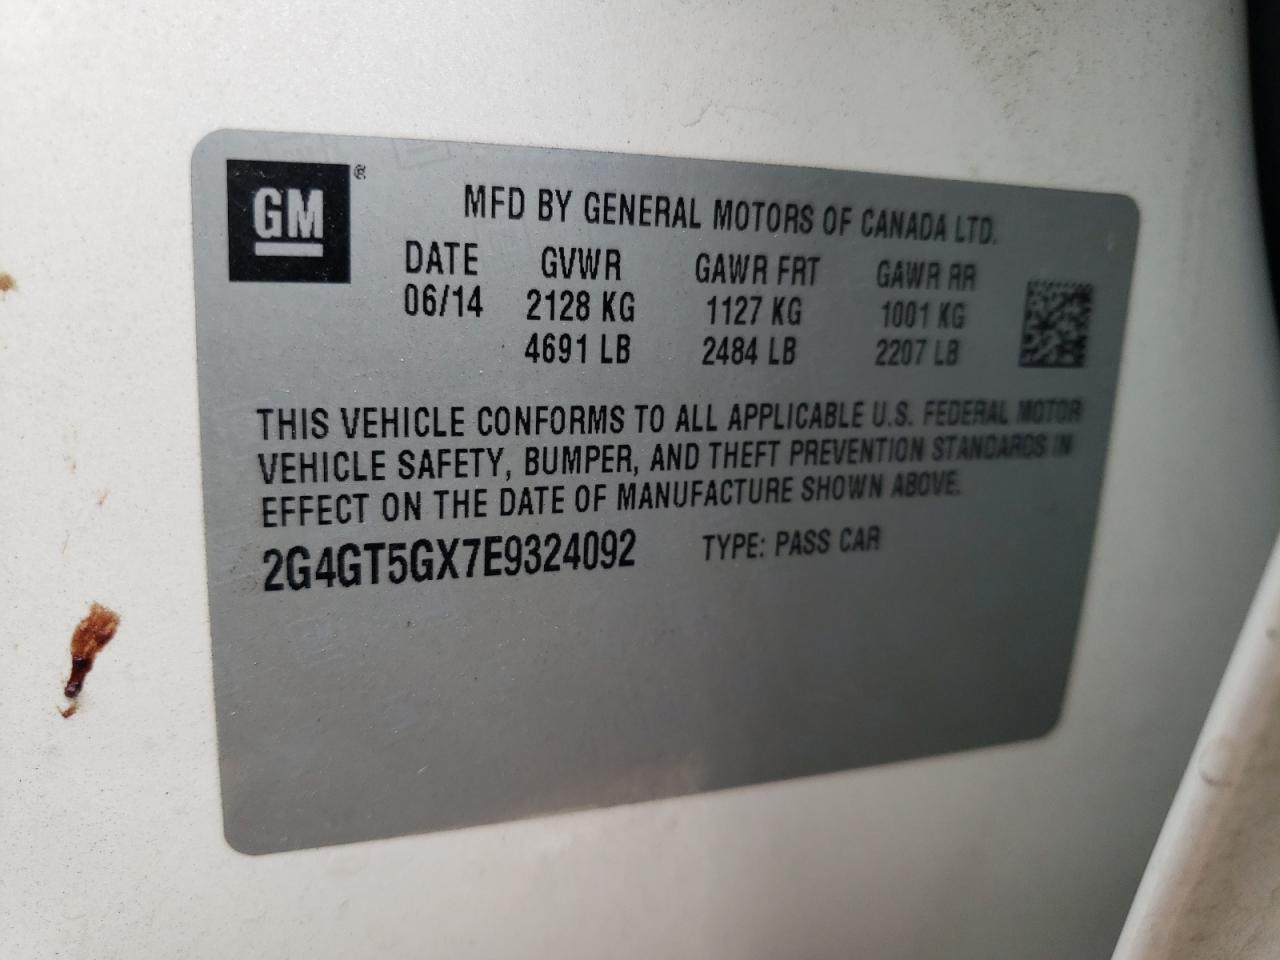 GM ®
MFD BY GENERAL MOTORS OF CANADA LTD.
DATE GVWR GAWR FRT GAWR RR
06/14 2128 KG 1127 KG 1001 KG
4691 LB 2484 LB 2207 LB
THIS VEHICLE CONFORMS TO ALL APPLICABLE U.S. FEDERAL MOTOR
VEHICLE SAFETY, BUMPER, AND THEFT PREVENTION STANDARDS IN
EFFECT ON THE DATE OF MANUFACTURE SHOWN ABOVE.
2G4GT5GX7E9324092 TYPE: PASS CAR